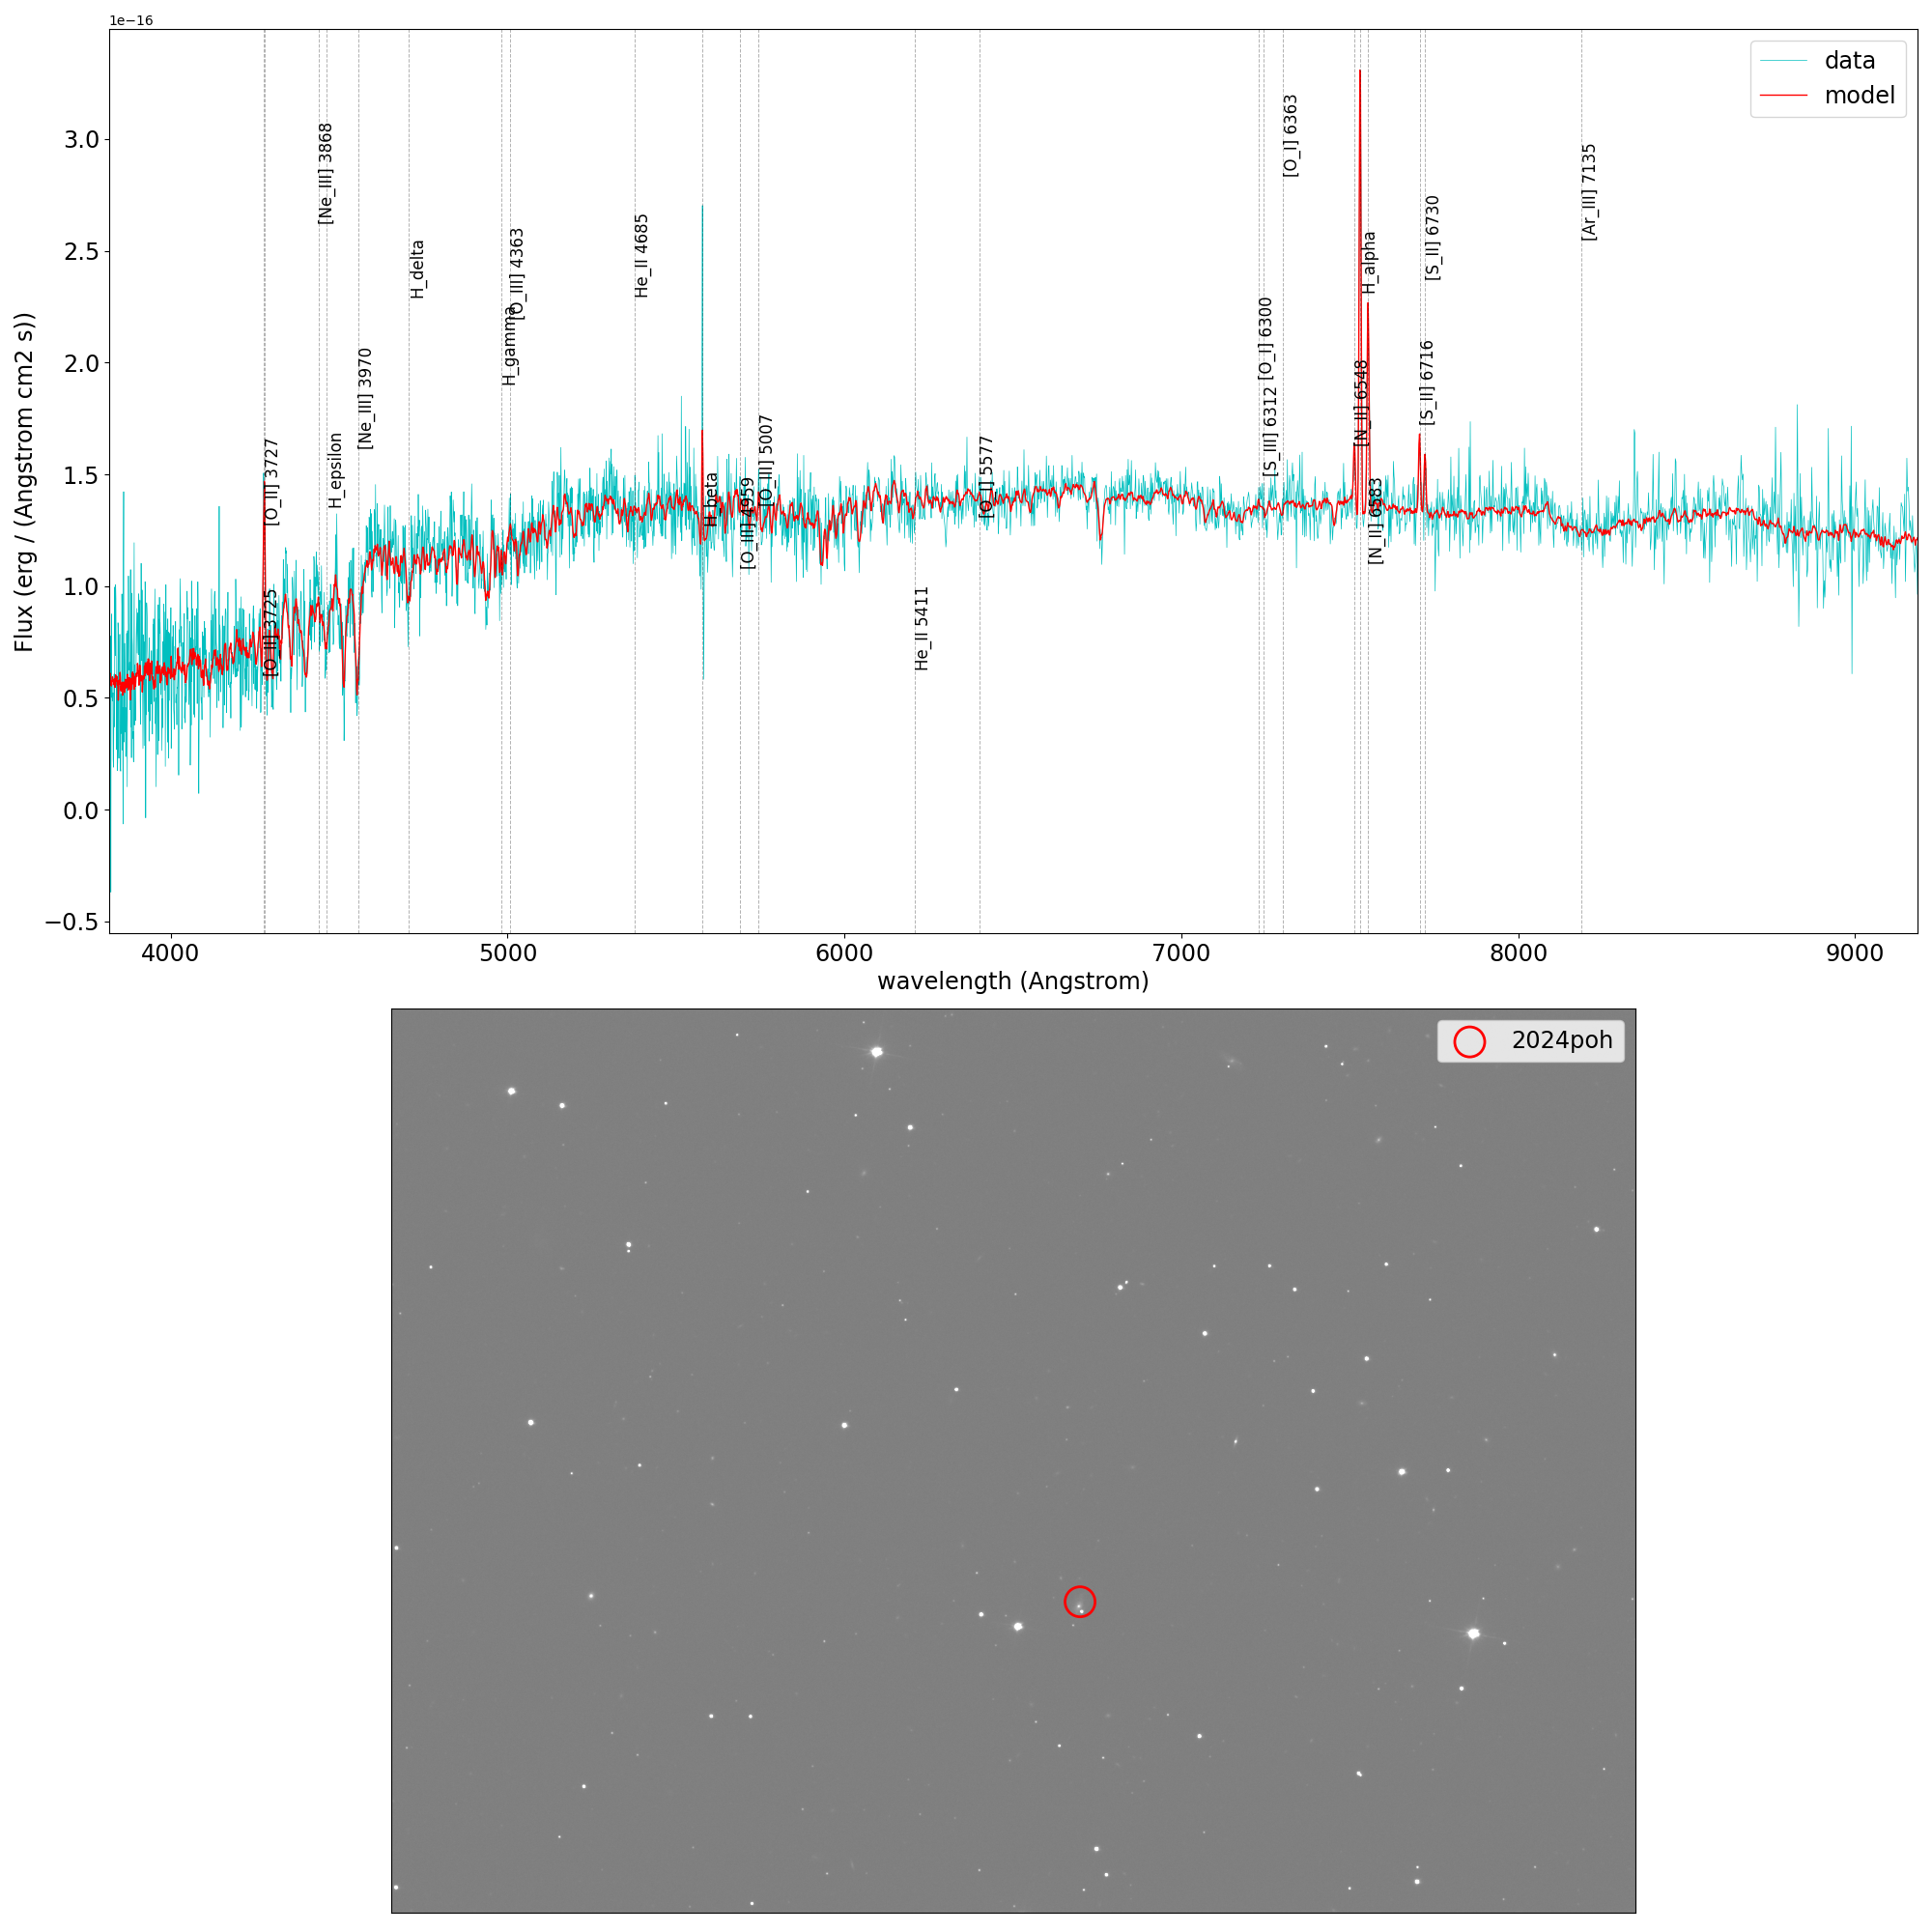 1e−16
Flux (erg / (Angstrom cm2 s))
3.0
2.5
2.0
1.5
1.0
0.5
0.0
−0.5
data
model
[O_II] 3725
[O_II] 3727
[Ne_III] 3868
H_epsilon
[Ne_III] 3970
H_delta
H_gamma
[O_III] 4363
He_II 4685
H_beta
[O_III] 4959
[O_III] 5007
He_II 5411
[O_I] 5577
[O_I] 6300
[S_III] 6312
[O_I] 6363
[N_II] 6548
H_alpha
[N_II] 6583
[S_II] 6716
[S_II] 6730
[Ar_III] 7135
4000
5000
6000
7000
8000
9000
wavelength (Angstrom)
2024poh